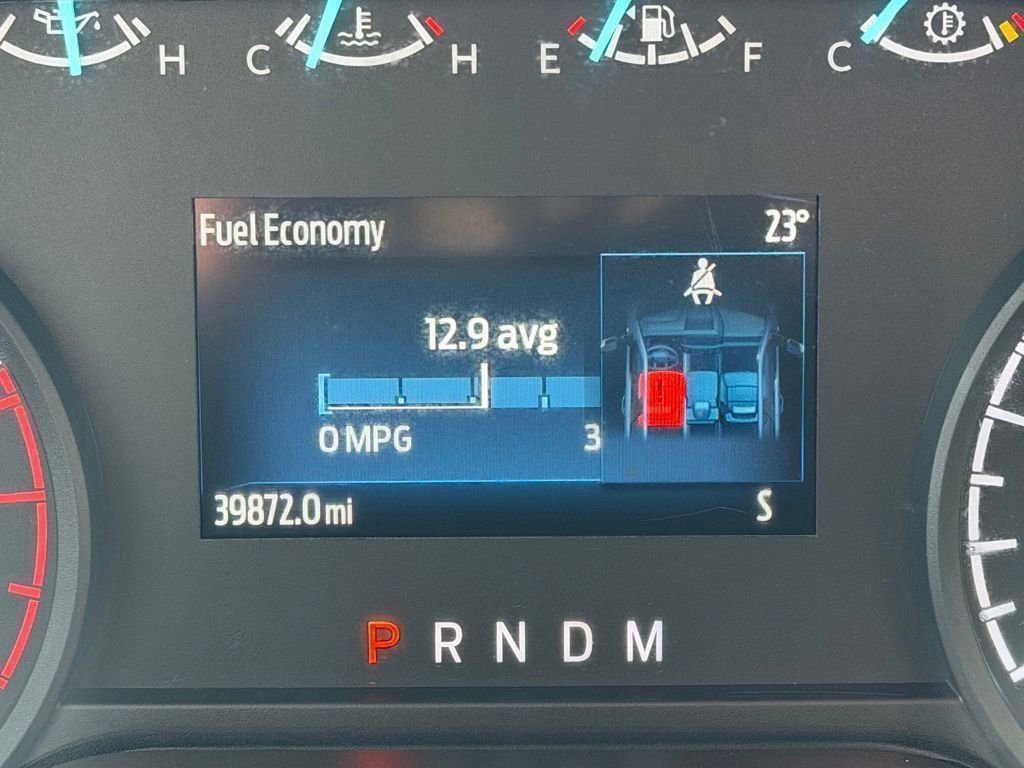 H C H E F C
Fuel Economy 23°
12.9 avg
0 MPG 3
39872.0 mi S
P R N D M